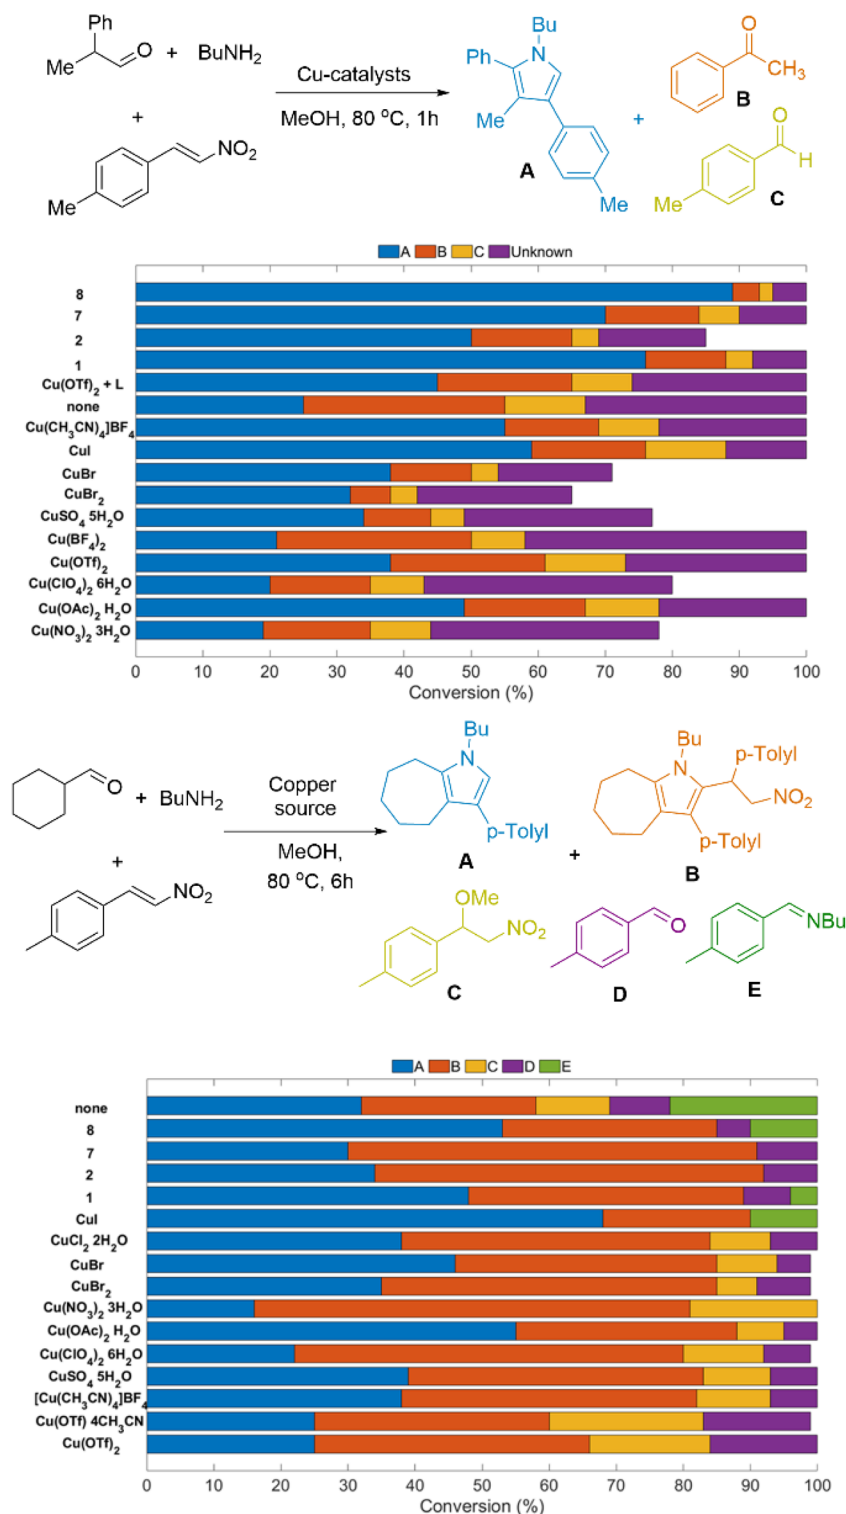 Ph
Me
O
+
BuNH2
Cu-catalysts
MeOH, 80 ºC, 1h
+
NO2
Me
Bu
N
Ph
Me
A
Me
+
O
CH3
B
O
H
Me
C
A B C Unknown
8
7
2
1
Cu(OTf)2 + L
none
Cu(CH3CN)4]BF4
CuI
CuBr
CuBr2
CuSO4 5H2O
Cu(BF4)2
Cu(OTf)2
Cu(ClO4)2 6H2O
Cu(OAc)2 H2O
Cu(NO3)2 3H2O
0 10 20 30 40 50 60 70 80 90 100
Conversion (%)
O
+ BuNH2
Copper
source
MeOH,
80 ºC, 6h
+
NO2
Bu
N
p-Tolyl
A
+
Bu
N
p-Tolyl
NO2
p-Tolyl
B
OMe
NO2
C
O
D
NBu
E
A B C D E
none
8
7
2
1
CuI
CuCl2 2H2O
CuBr
CuBr2
Cu(NO3)2 3H2O
Cu(OAc)2 H2O
Cu(ClO4)2 6H2O
CuSO4 5H2O
[Cu(CH3CN)4]BF4
Cu(OTf) 4CH3CN
Cu(OTf)2
0 10 20 30 40 50 60 70 80 90 100
Conversion (%)